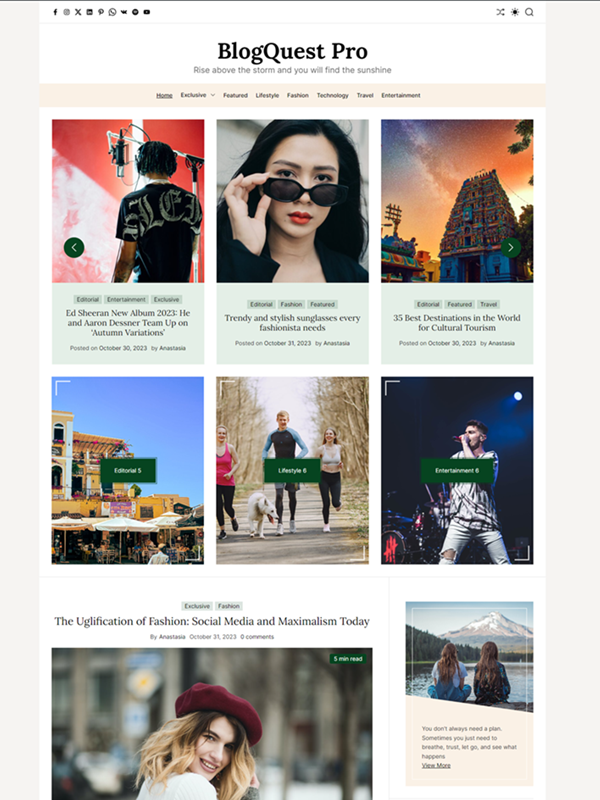 BlogQuest Pro
Rise above the storm and you will find the sunshine
Home Exclusive Featured Lifestyle Fashion Technology Travel Entertainment
Editorial Entertainment Exclusive
Ed Sheeran New Album 2023: He
and Aaron Dessner Team Up on
‘Autumn Variations’
Posted on October 30, 2023 by Anastasia
Editorial Fashion Featured
Trendy and stylish sunglasses every
fashionista needs
Posted on October 31, 2023 by Anastasia
Editorial Featured Travel
35 Best Destinations in the World
for Cultural Tourism
Posted on October 30, 2023 by Anastasia
Editorial 5
Lifestyle 6
Entertainment 6
Exclusive Fashion
The Uglification of Fashion: Social Media and Maximalism Today
By Anastasia October 31, 2023 0 comments
5 min read
You don't always need a plan.
Sometimes you just need to
breathe, trust, let go, and see what
happens
View More